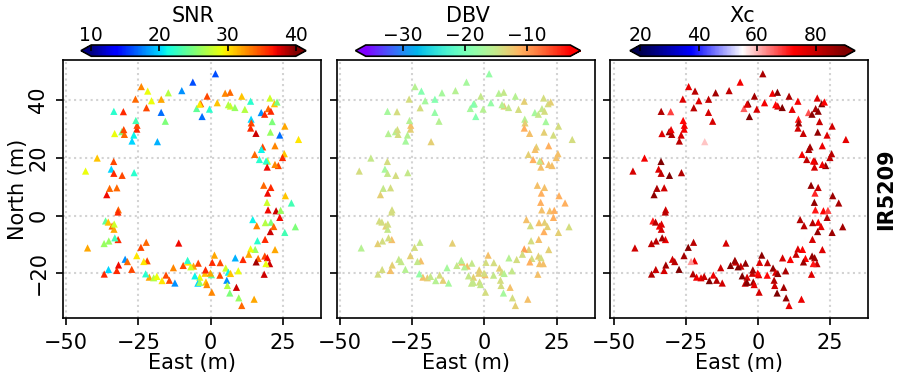 SNR DBV Xc
10 20 30 40 −30 −20 −10 20 40 60 80
40
20
0
−20
North (m)
IR5209
−50 −25 0 25 −50 −25 0 25 −50 −25 0 25
East (m) East (m) East (m)